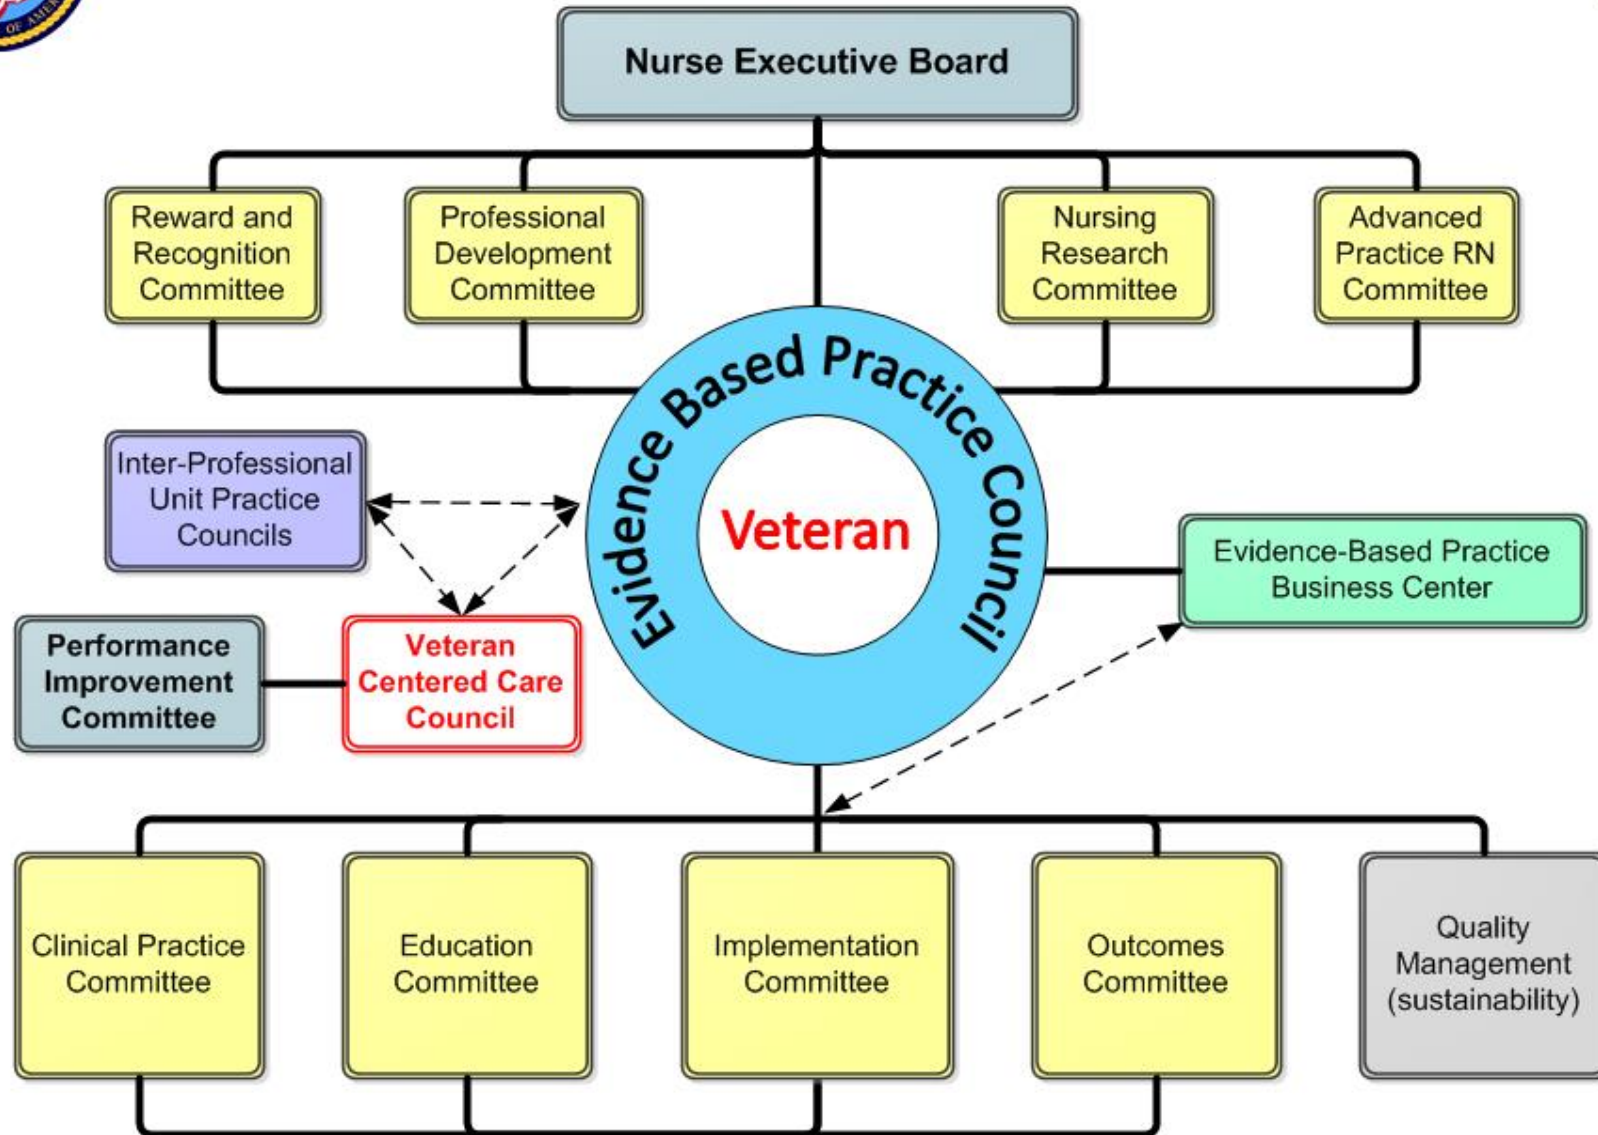 OF AMER
Nurse Executive Board
Reward and
Recognition
Committee
Professional
Development
Committee
Nursing
Research
Committee
Advanced
Practice RN
Committee
Evidence Based Practice Council
Veteran
Inter-Professional
Unit Practice
Councils
Evidence-Based Practice
Business Center
Performance
Improvement
Committee
Veteran
Centered Care
Council
Clinical Practice
Committee
Education
Committee
Implementation
Committee
Outcomes
Committee
Quality
Management
(sustainability)